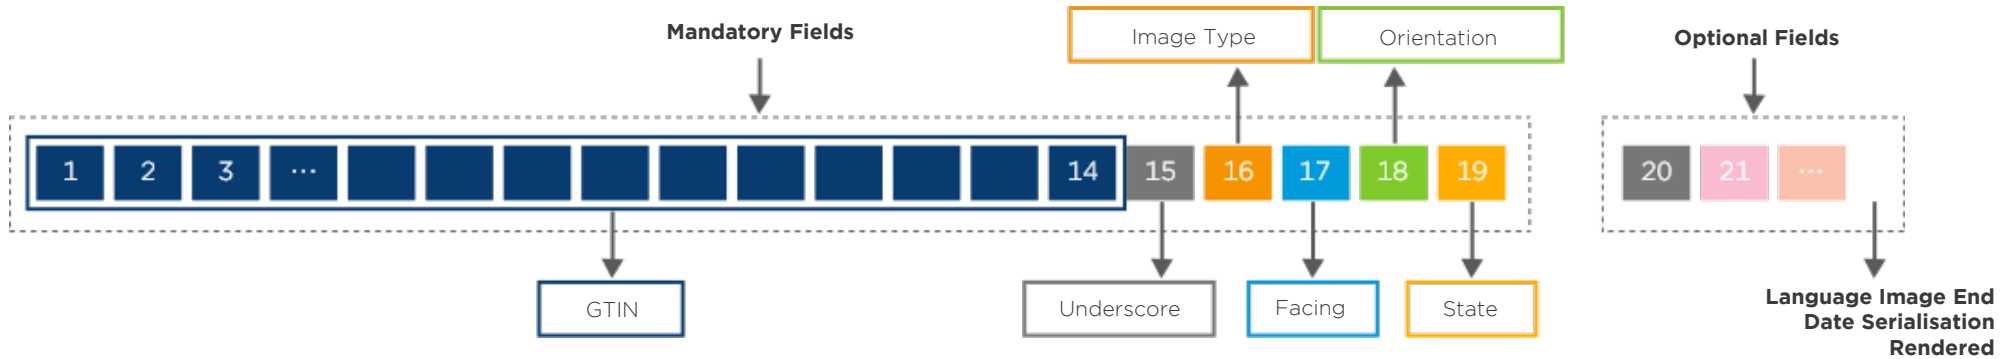 Mandatory Fields
Image Type
Orientation
Optional Fields
1 2 3 ... 14 15 16 17 18 19
20 21 ...
GTIN
Underscore
Facing
State
Language Image End
Date Serialisation
Rendered